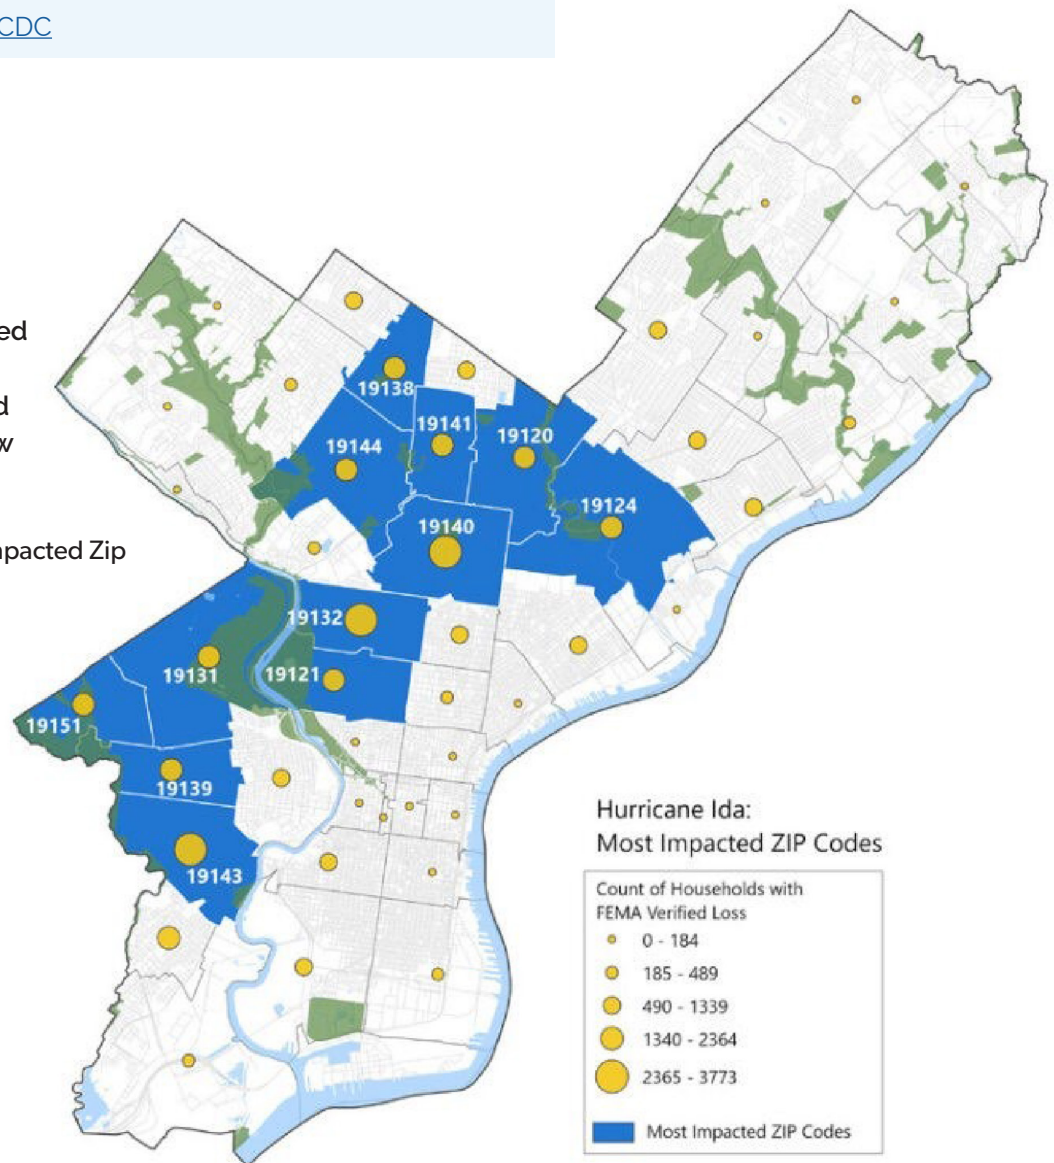 CDC
ed
d
w
npacted Zip
19138
19141
19120
19144
19124
19140
19132
19131
19121
19151
19139
19143
Hurricane Ida:
Most Impacted ZIP Codes
Count of Households with
FEMA Verified Loss
0 - 184
185 - 489
490 - 1339
1340 - 2364
2365 - 3773
Most Impacted ZIP Codes